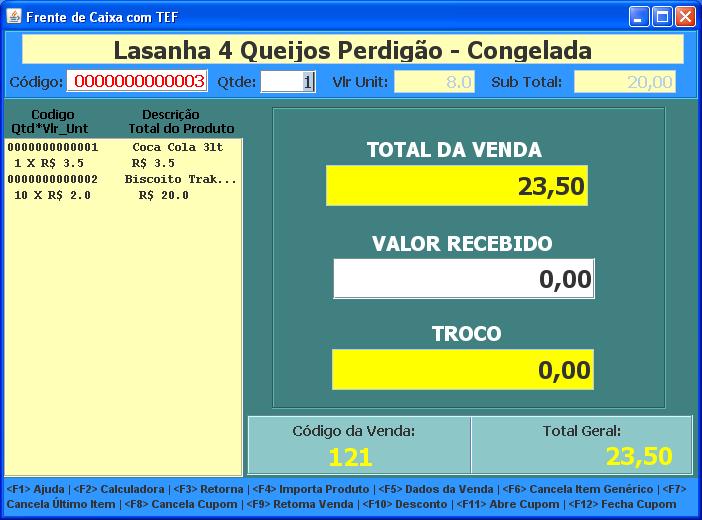 Frente de Caixa com TEF
Lasanha 4 Queijos Perdigão - Congelada
Código: 0000000000003 Qtde: 1 Vlr Unit: 8.0 Sub Total: 20,00
Codigo Descrição
Qtd*Vlr_Unt Total do Produto
0000000000001 Coca Cola 3lt
1 X R$ 3.5 R$ 3.5
0000000000002 Biscoito Trak...
10 X R$ 2.0 R$ 20.0
TOTAL DA VENDA
23,50
VALOR RECEBIDO
0,00
TROCO
0,00
Código da Venda: Total Geral:
121 23,50
<F1> Ajuda | <F2> Calculadora | <F3> Retorna | <F4> Importa Produto | <F5> Dados da Venda | <F6> Cancela Item Genérico | <F7>
Cancela Último Item | <F8> Cancela Cupom | <F9> Retoma Venda | <F10> Desconto | <F11> Abre Cupom | <F12> Fecha Cupom